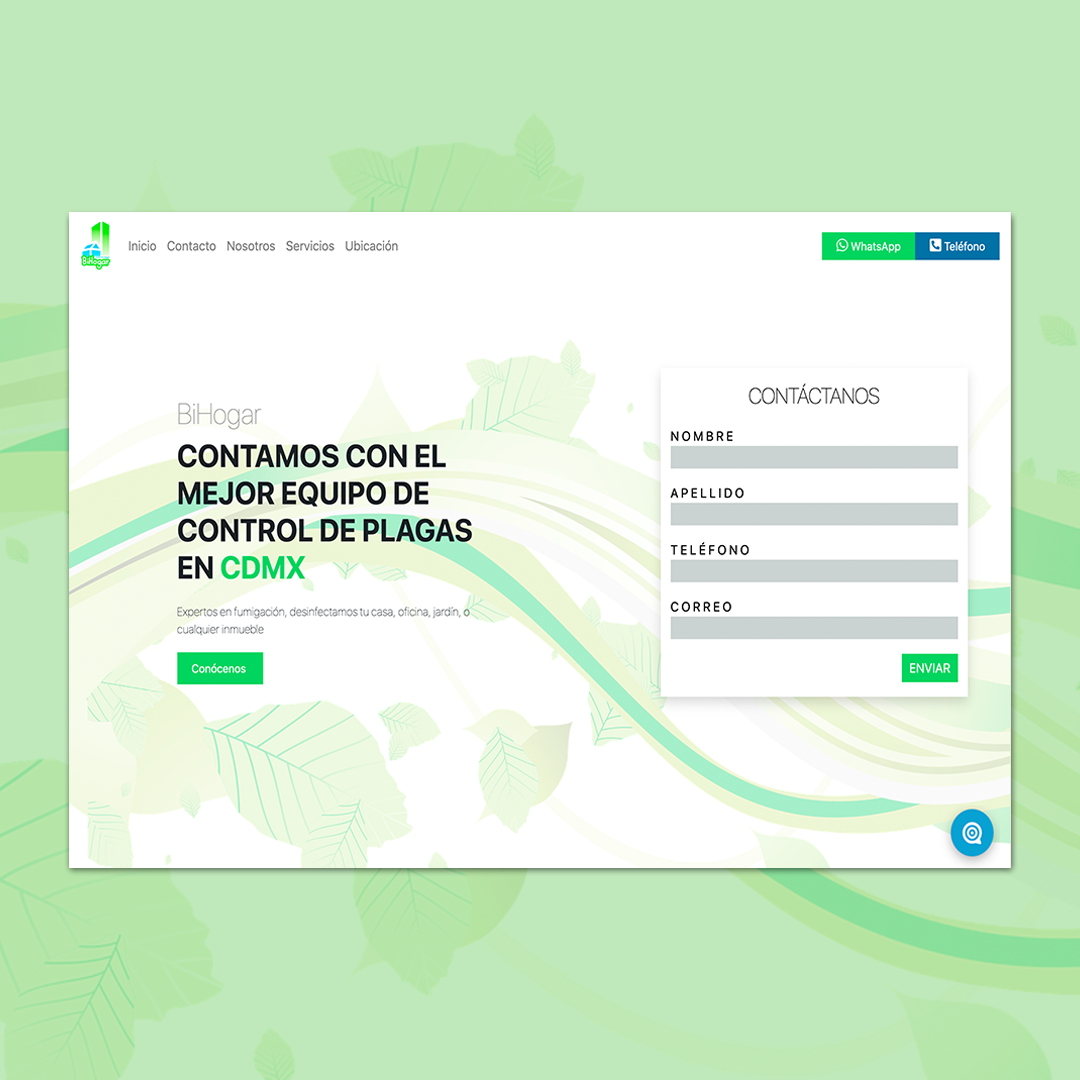 BiHogar
Inicio Contacto Nosotros Servicios Ubicación
WhatsApp Teléfono
BiHogar
CONTAMOS CON EL
MEJOR EQUIPO DE
CONTROL DE PLAGAS
EN CDMX
Expertos en fumigación, desinfectamos tu casa, oficina, jardín, o
cualquier inmueble
Conócenos
CONTÁCTANOS
NOMBRE
APELLIDO
TELÉFONO
CORREO
ENVIAR